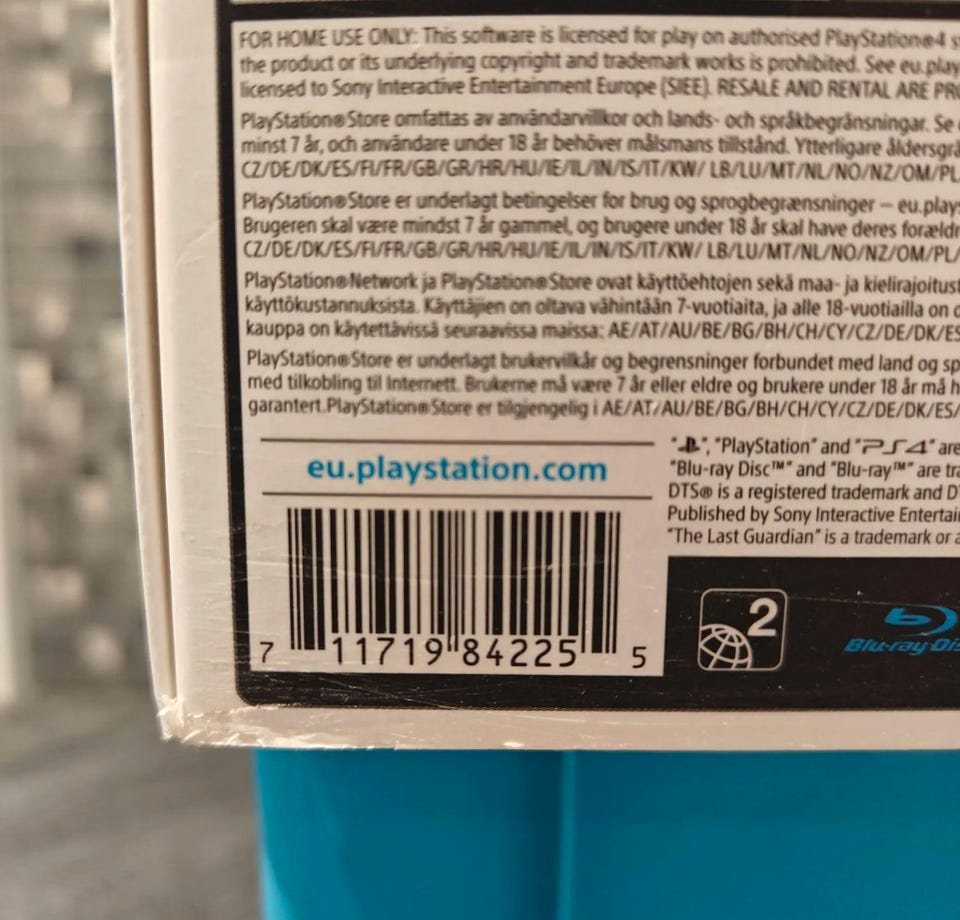 FOR HOME USE ONLY: This software is licensed for play on authorised PlayStation®4
the product or its underlying copyright and trademark works is prohibited. See eu.play
licensed to Sony Interactive Entertainment Europe (SIEE). RESALE AND RENTAL ARE PRO
PlayStation®Store omfattas av användarvillkor och lands- och språkbegränsningar. Se
minst 7 år, och användare under 18 år behöver målsmans tillstånd. Ytterligare åldersgrä
CZ/DE/DK/ES/FI/FR/GB/GR/HR/HU/IE/IL/IN/IS/IT/KW/ LB/LU/MT/NL/NO/NZ/OM/PL
PlayStation®Store er underlagt betingelser for brug og sprogbegrænsninger – eu.plays
Brugeren skal være mindst 7 år gammel, og brugere under 18 år skal have deres forældr
CZ/DE/DK/ES/FI/FR/GB/GR/HR/HU/IE/IL/IN/IS/IT/KW/ LB/LU/MT/NL/NO/NZ/OM/PL/
PlayStation®Network ja PlayStation®Store ovat käyttöehtojen sekä maa- ja kielirajoitust
käyttökustannuksista. Käyttäjien on oltava vähintään 7-vuotiaita, ja alle 18-vuotiailla on
kauppa on käytettävissä seuraavissa maissa: AE/AT/AU/BE/BG/BH/CH/CY/CZ/DE/DK/ES
PlayStation®Store er underlagt brukervilkår og begrensninger forbundet med land og sp
med tilkobling til Internett. Brukerne må være 7 år eller eldre og brukere under 18 år må h
garantert.PlayStation®Store er tilgjengelig i AE/AT/AU/BE/BG/BH/CH/CY/CZ/DE/DK/ES/
eu.playstation.com
7 11719 84225 5
" ", "PlayStation" and "PS4" are
"Blu-ray Disc™" and "Blu-ray™" are tra
DTS® is a registered trademark and D
Published by Sony Interactive Entertai
"The Last Guardian" is a trademark or a
2
Blu-ray Dis